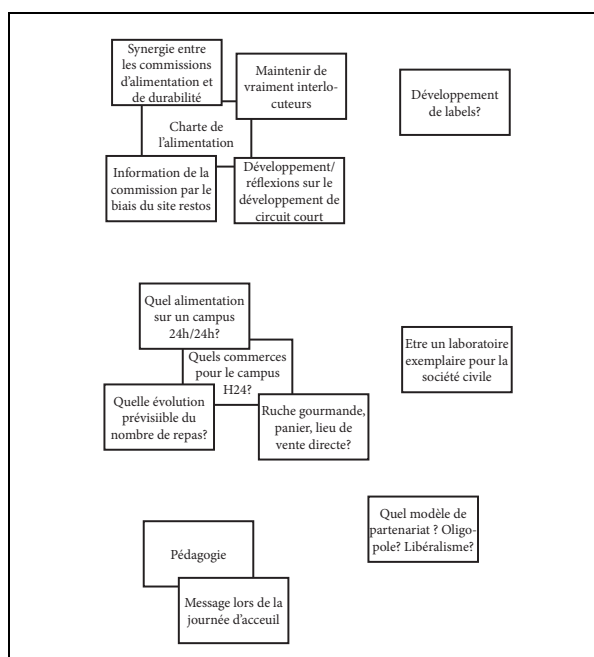 Synergie entre
les commissions
d'alimentation et
de durabilité
Maintenir de
vraiment interlo-
cuteurs
Développement
de labels?
Charte de
l'alimentation
Information de la
commission par le
biais du site restos
Développement/
réflexions sur le
développement de
circuit court
Quel alimentation
sur un campus
24h/24h?
Etre un laboratoire
exemplaire pour la
société civile
Quels commerces
pour le campus
H24?
Quelle évolution
prévisiible du
nombre de repas?
Ruche gourmande,
panier, lieu de
vente directe?
Quel modèle de
partenariat ? Oligo-
pole? Libéralisme?
Pédagogie
Message lors de la
journée d'acceuil